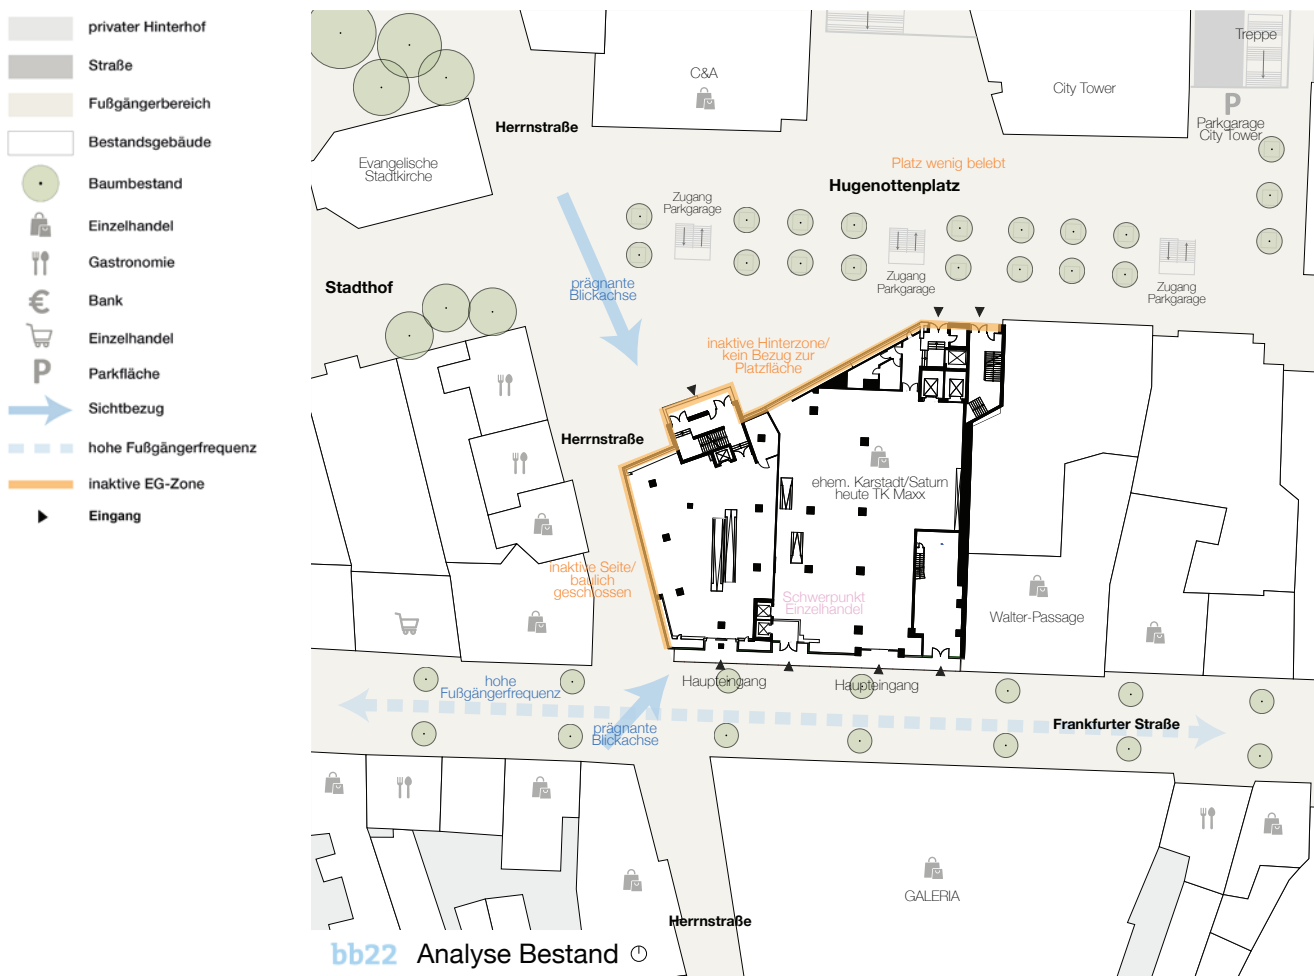 privater Hinterhof
Straße
Fußgängerbereich
Bestandsgebäude
Baumbestand
Einzelhandel
Gastronomie
Bank
Einzelhandel
P
Parkfläche
Sichtbezug
hohe Fußgängerfrequenz
inaktive EG-Zone
Eingang
Treppe
C&A
City Tower
P
Parkgarage
City Tower
Herrnstraße
Evangelische
Stadtkirche
Platz wenig belebt
Hugenottenplatz
Zugang
Parkgarage
Zugang
Parkgarage
Zugang
Parkgarage
Stadthof
prägnante
Blickachse
inaktive Hinterzone/
kein Bezug zur
Platzfläche
Herrnstraße
ehem. Karstadt/Saturn
heute TK Maxx
inaktive Seite/
baulich
geschlossen
Schwerpunkt
Einzelhandel
Walter-Passage
Haupteingang
Haupteingang
hohe
Fußgängerfrequenz
prägnante
Blickachse
Frankfurter Straße
GALERIA
Herrnstraße
bb22 Analyse Bestand